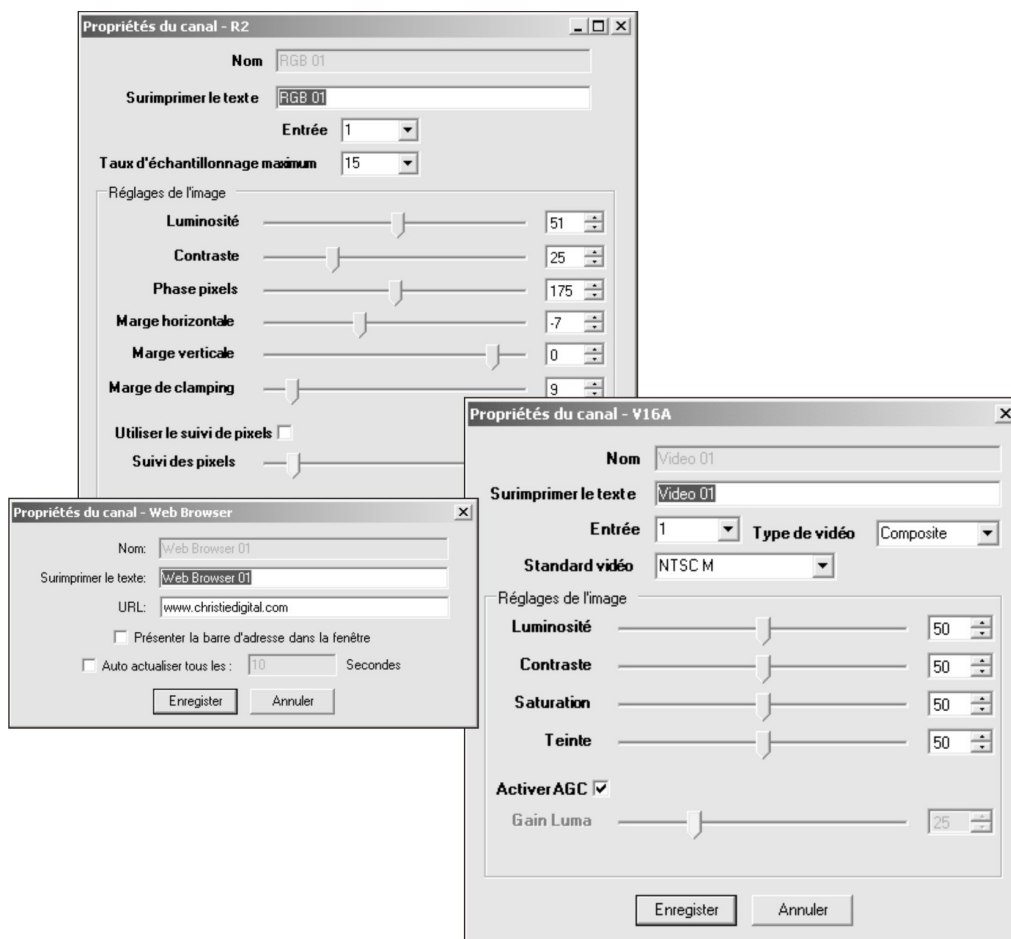 Propriétés du canal - R2
Nom RGB 01
Surimprimer le texte RGB 01
Entrée 1
Taux d'échantillonnage maximum 15
Réglages de l'image
Luminosité 51
Contraste 25
Phase pixels 175
Marge horizontale -7
Marge verticale 0
Marge de clamping 9
Utiliser le suivi de pixels
Suivi des pixels
Propriétés du canal - V16A
Nom Video 01
Surimprimer le texte Video 01
Entrée 1 Type de vidéo Composite
Standard vidéo NTSC M
Réglages de l'image
Luminosité 50
Contraste 50
Saturation 50
Teinte 50
Activer AGC
Gain Luma 25
Enregister Annuler
Propriétés du canal - Web Browser
Nom: Web Browser 01
Surimprimer le texte: Web Browser 01
URL: www.christiedigital.com
Présenter la barre d'adresse dans la fenêtre
Auto actualiser tous les : 10 Secondes
Enregister Annuler